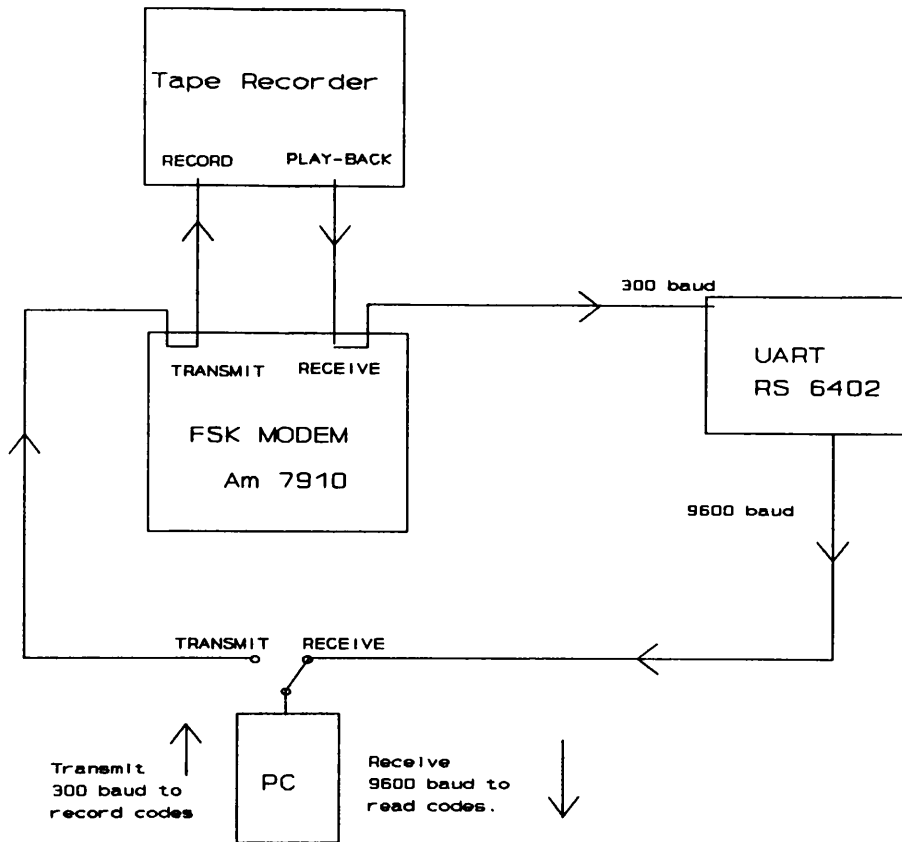 Tape Recorder
RECORD
PLAY-BACK
300 baud
TRANSMIT
RECEIVE
FSK MODEM
Am 7910
UART
RS 6402
9600 baud
TRANSMIT
RECEIVE
Transmit
300 baud to
record codes
PC
Receive
9600 baud to
read codes.